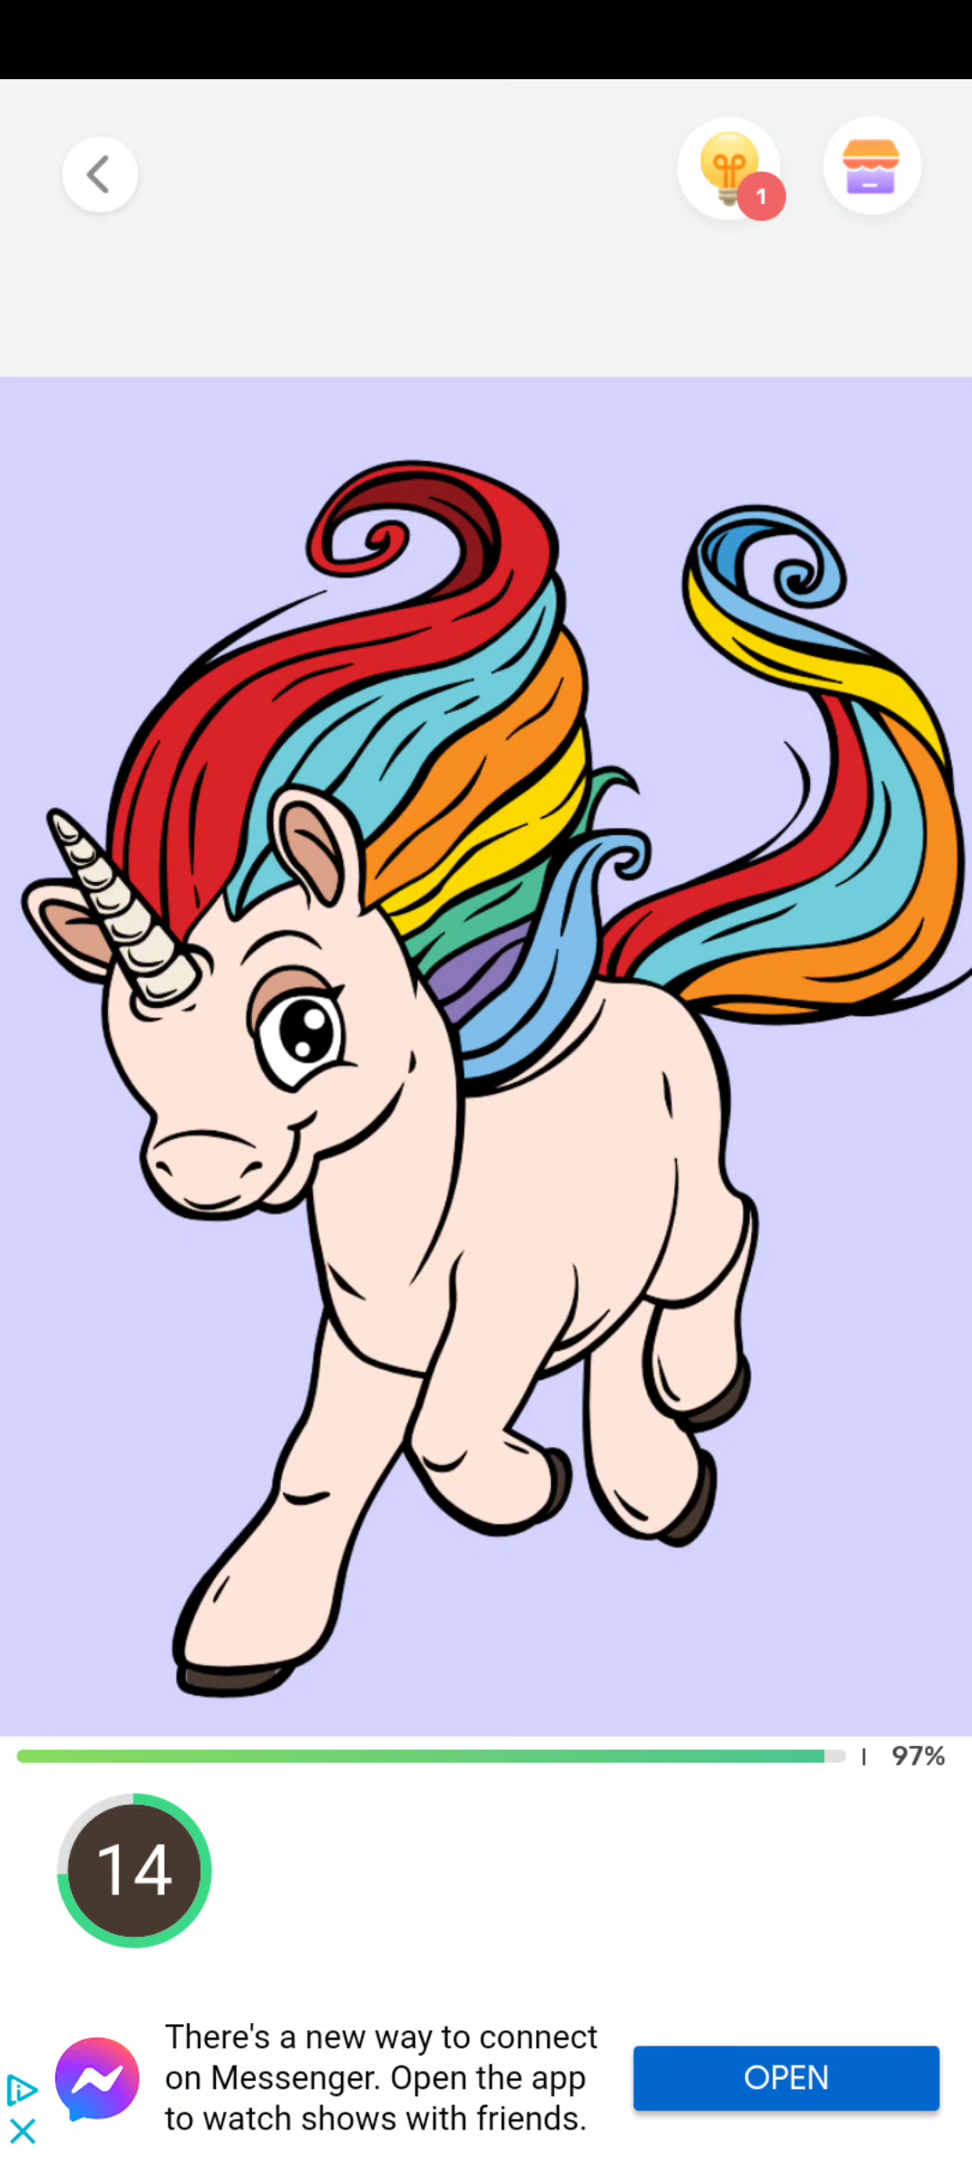 1
97%
14
There's a new way to connect
on Messenger. Open the app
to watch shows with friends.
OPEN